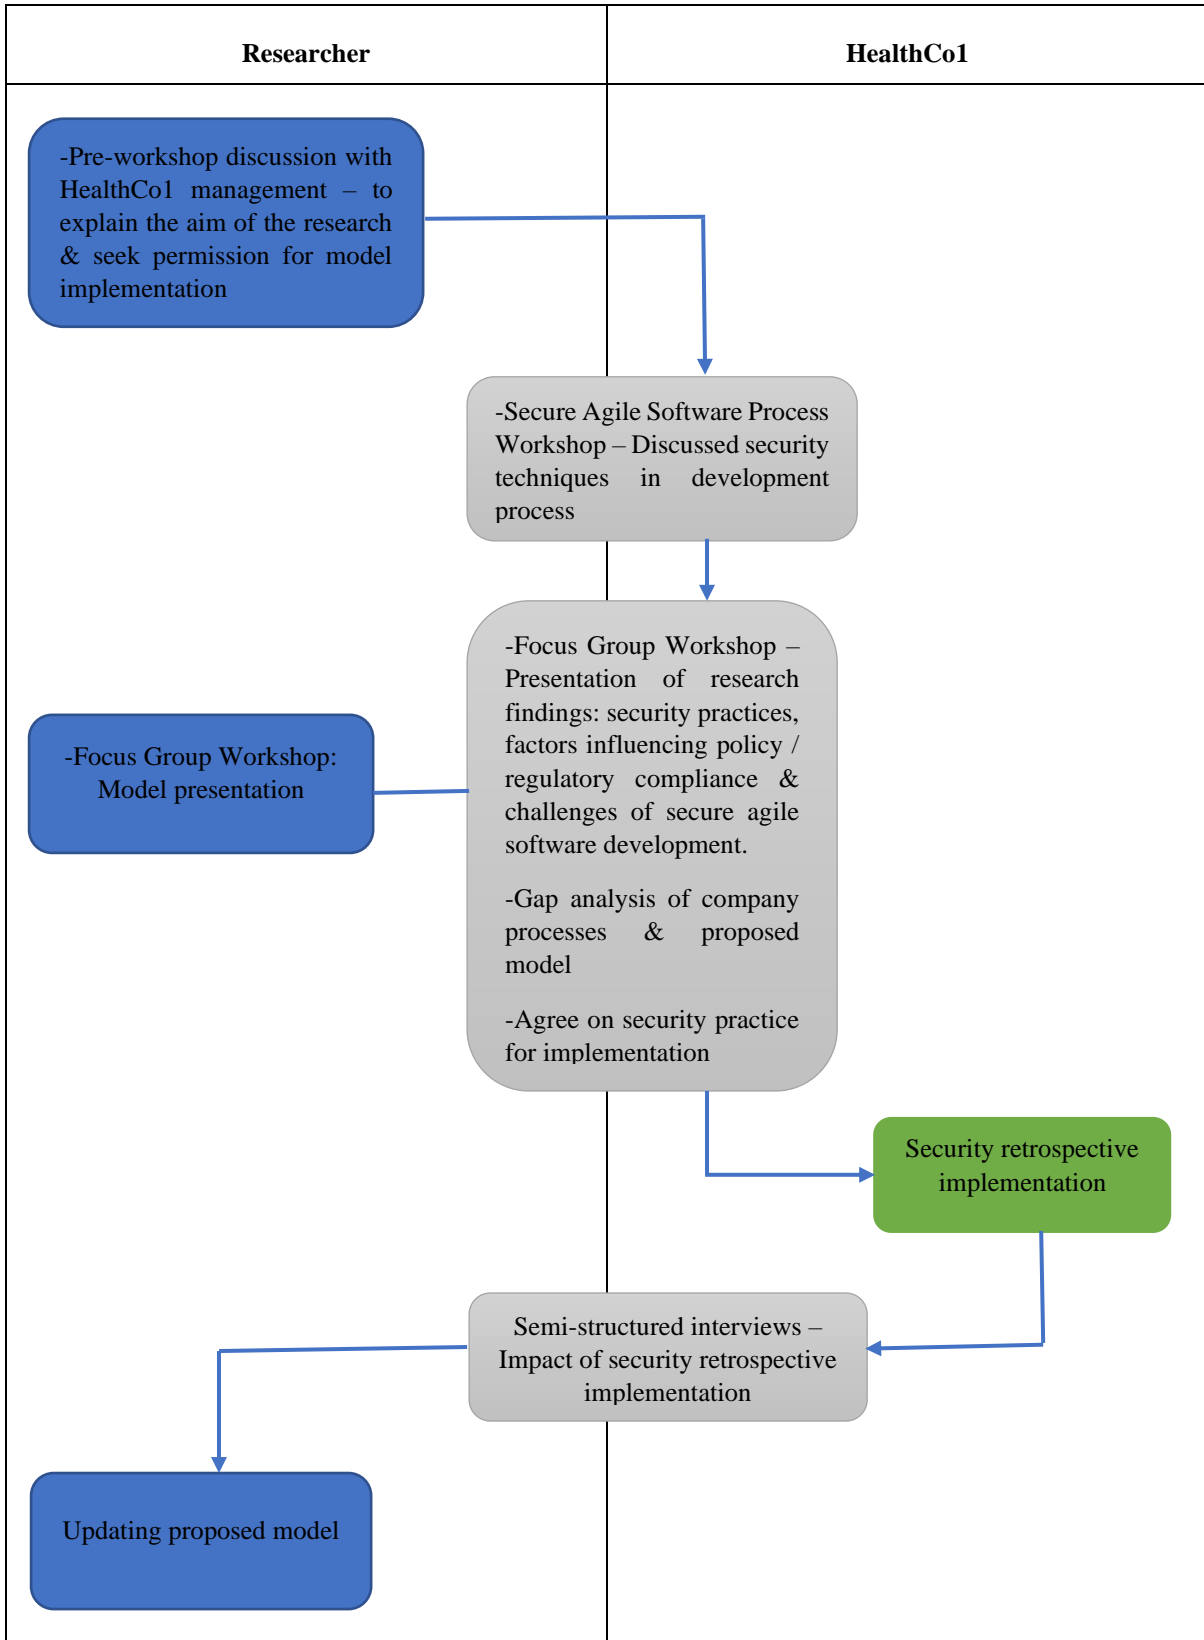 Researcher
HealthCo1
-Pre-workshop discussion with
HealthCo1 management – to
explain the aim of the research
& seek permission for model
implementation
-Secure Agile Software Process
Workshop – Discussed security
techniques in development
process
-Focus Group Workshop –
Presentation of research
findings: security practices,
factors influencing policy /
regulatory compliance &
challenges of secure agile
software development.
-Gap analysis of company
processes & proposed
model
-Agree on security practice
for implementation
-Focus Group Workshop:
Model presentation
Security retrospective
implementation
Semi-structured interviews –
Impact of security retrospective
implementation
Updating proposed model